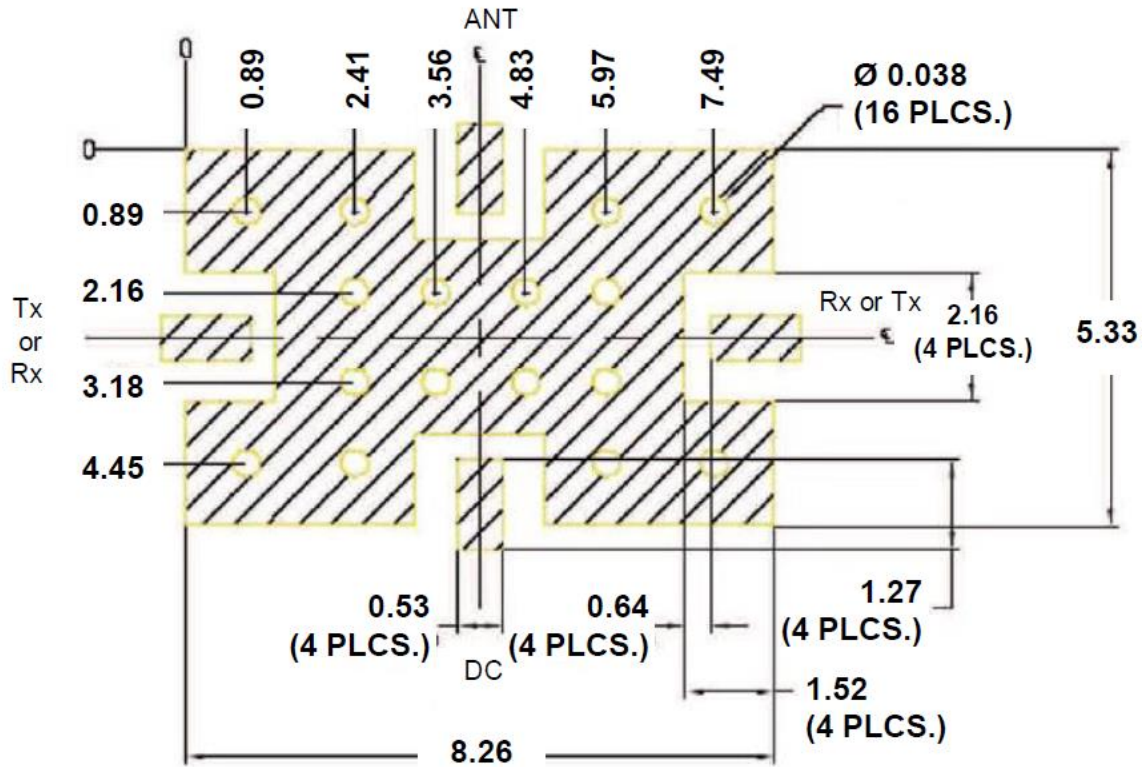 ANT
0
0.89
2.41
3.56
℄
4.83
5.97
7.49
Ø 0.038
(16 PLCS.)
0
0.89
2.16
3.18
4.45
Tx
or
Rx
Rx or Tx
℄
2.16
(4 PLCS.)
5.33
0.53
(4 PLCS.)
0.64
(4 PLCS.)
1.27
(4 PLCS.)
DC
1.52
(4 PLCS.)
8.26